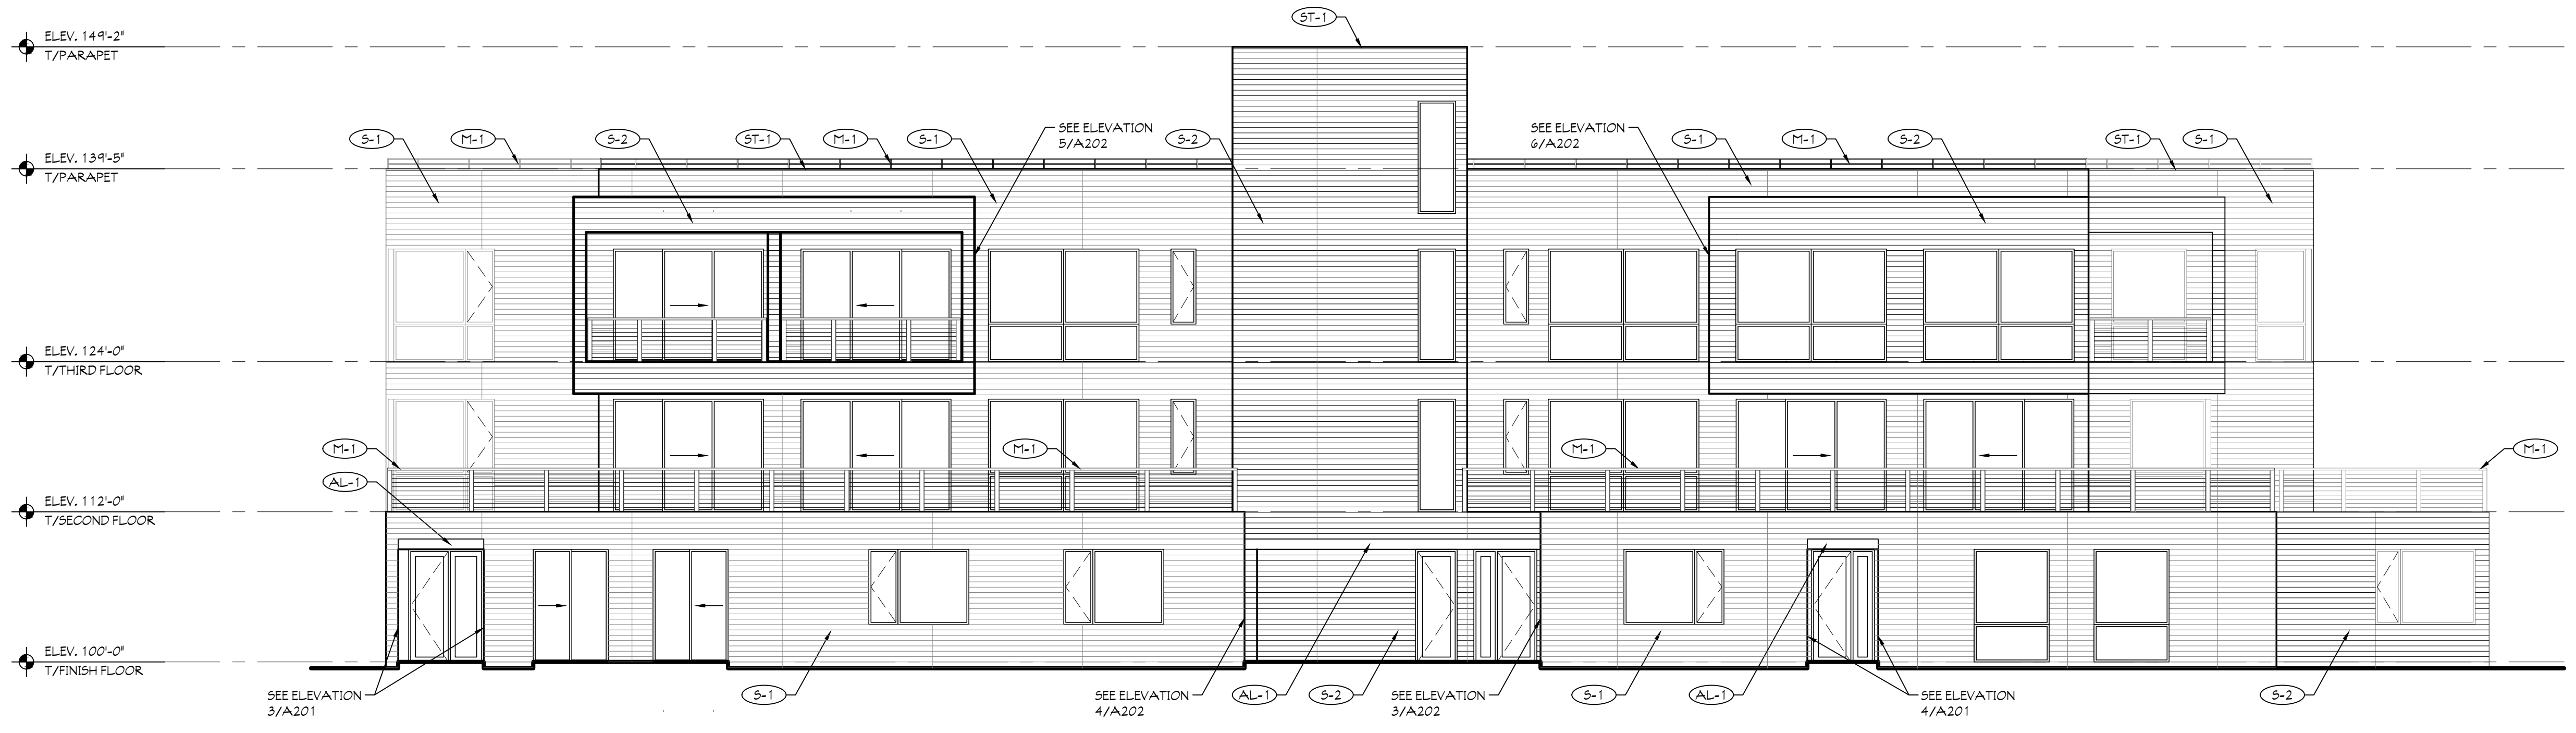 ST-1
ELEV. 149'-2"
T/PARAPET
S-1
M-1
S-2
ST-1
M-1
S-1
SEE ELEVATION
5/A202
S-2
SEE ELEVATION
6/A202
S-1
M-1
S-2
ST-1
S-1
ELEV. 139'-5"
T/PARAPET
ELEV. 124'-0"
T/THIRD FLOOR
M-1
M-1
M-1
M-1
AL-1
ELEV. 112'-0"
T/SECOND FLOOR
ELEV. 100'-0"
T/FINISH FLOOR
SEE ELEVATION
3/A201
S-1
SEE ELEVATION
4/A202
AL-1
S-2
SEE ELEVATION
3/A202
S-1
AL-1
SEE ELEVATION
4/A201
S-2